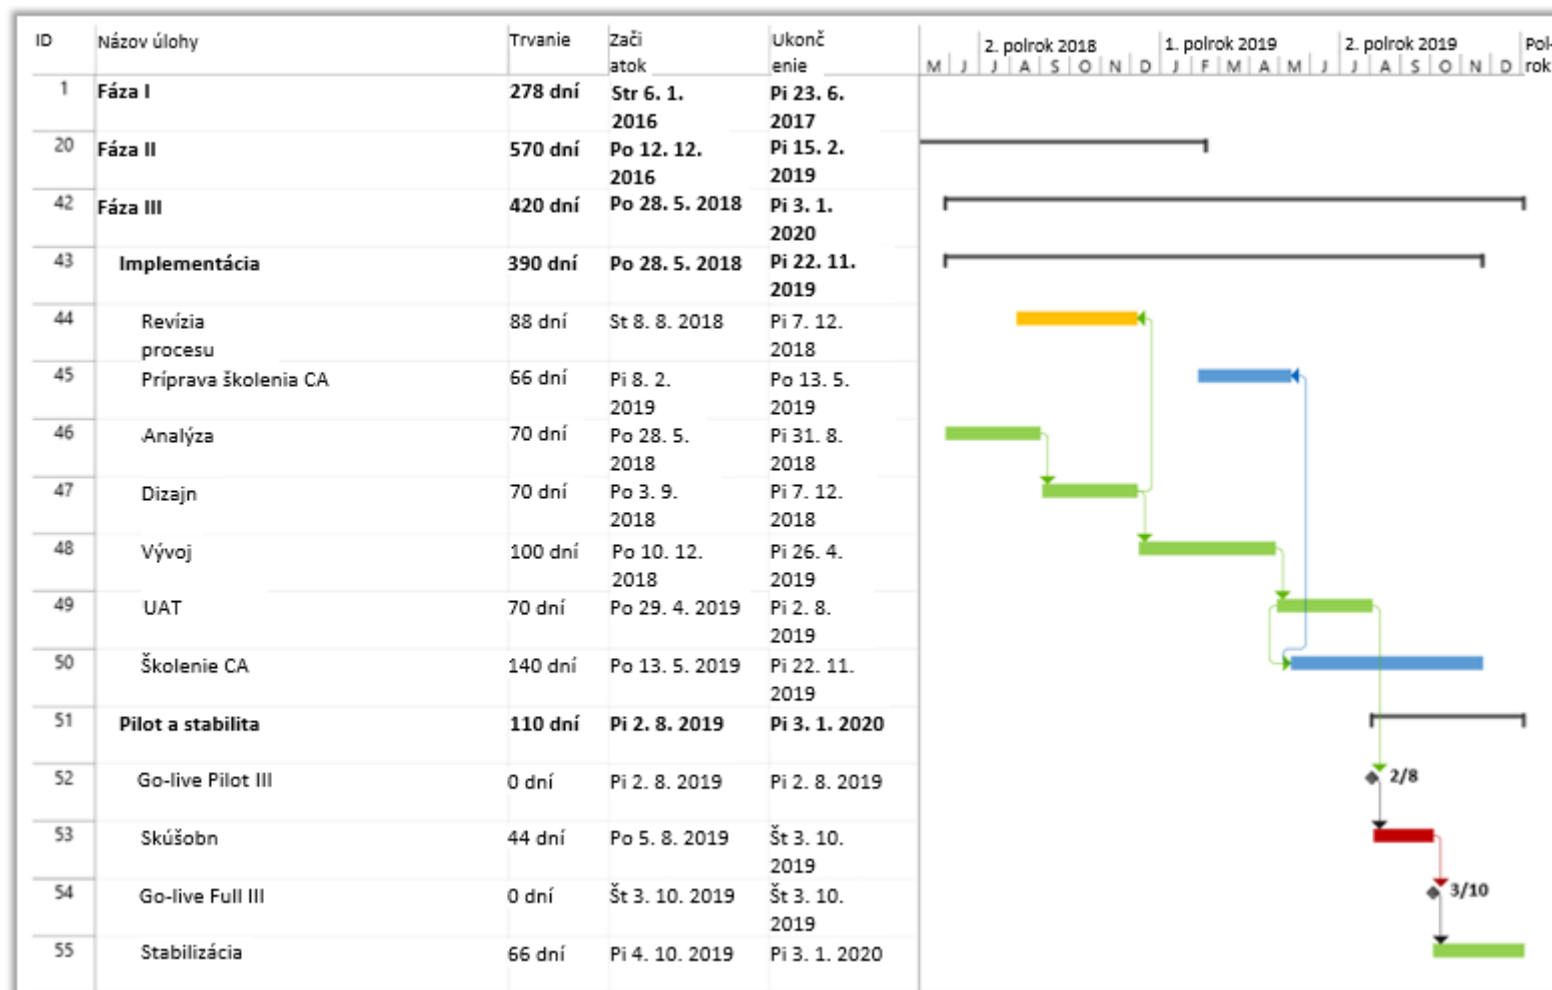 ID Názov úlohy Trvanie Zači Ukonč
atok enie
2. polrok 2018 1. polrok 2019 2. polrok 2019 Pol-
M J J A S O N D J F M A M J J A S O N D rok
1 Fáza I 278 dní Str 6. 1. Pi 23. 6.
2016 2017
20 Fáza II 570 dní Po 12. 12. Pi 15. 2.
2016 2019
42 Fáza III 420 dní Po 28. 5. 2018 Pi 3. 1.
2020
43 Implementácia 390 dní Po 28. 5. 2018 Pi 22. 11.
2019
44 Revízia 88 dní St 8. 8. 2018 Pi 7. 12.
procesu 2018
45 Príprava školenia CA 66 dní Pi 8. 2. Po 13. 5.
2019 2019
46 Analýza 70 dní Po 28. 5. Pi 31. 8.
2018 2018
47 Dizajn 70 dní Po 3. 9. Pi 7. 12.
2018 2018
48 Vývoj 100 dní Po 10. 12. Pi 26. 4.
2018 2019
49 UAT 70 dní Po 29. 4. 2019 Pi 2. 8.
2019
50 Školenie CA 140 dní Po 13. 5. 2019 Pi 22. 11.
2019
51 Pilot a stabilita 110 dní Pi 2. 8. 2019 Pi 3. 1. 2020
52 Go-live Pilot III 0 dní Pi 2. 8. 2019 Pi 2. 8. 2019 2/8
53 Skúšobn 44 dní Po 5. 8. 2019 Št 3. 10.
2019
54 Go-live Full III 0 dní Št 3. 10. 2019 Št 3. 10. 3/10
2019
55 Stabilizácia 66 dní Pi 4. 10. 2019 Pi 3. 1. 2020